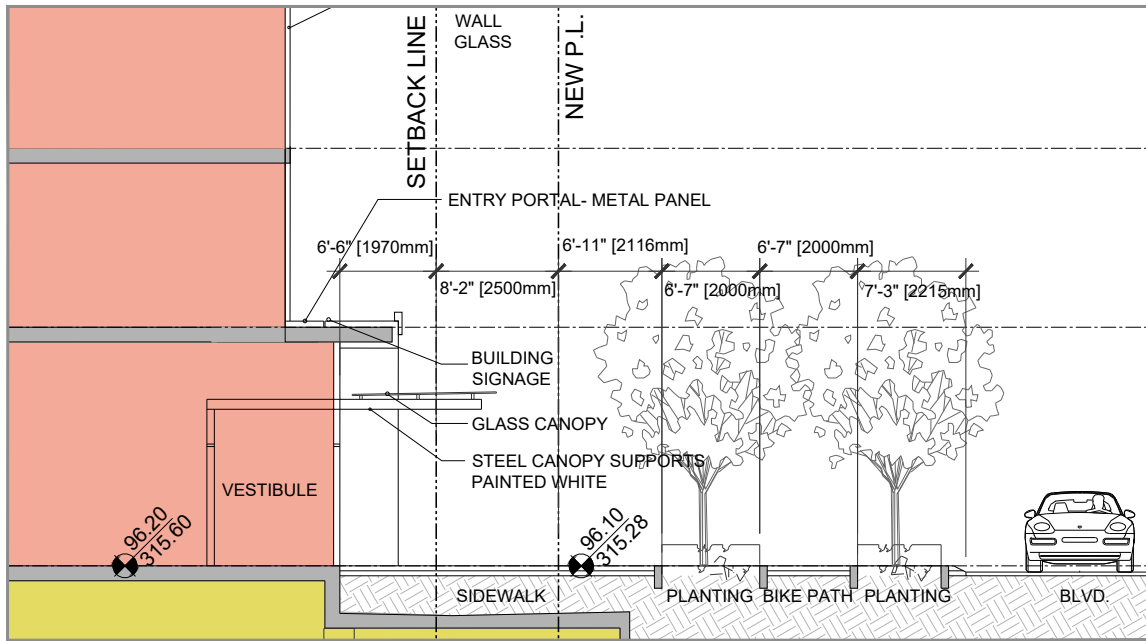 WALL
GLASS
SETBACK LINE
NEW P.L.
ENTRY PORTAL- METAL PANEL
6'-6" [1970mm]
6'-11" [2116mm]
6'-7" [2000mm]
8'-2" [2500mm]
6'-7" [2000mm]
7'-3" [2215mm]
BUILDING
SIGNAGE
GLASS CANOPY
STEEL CANOPY SUPPORTS
PAINTED WHITE
VESTIBULE
96.20
315.60
96.10
315.28
SIDEWALK
PLANTING
BIKE PATH
PLANTING
BLVD.